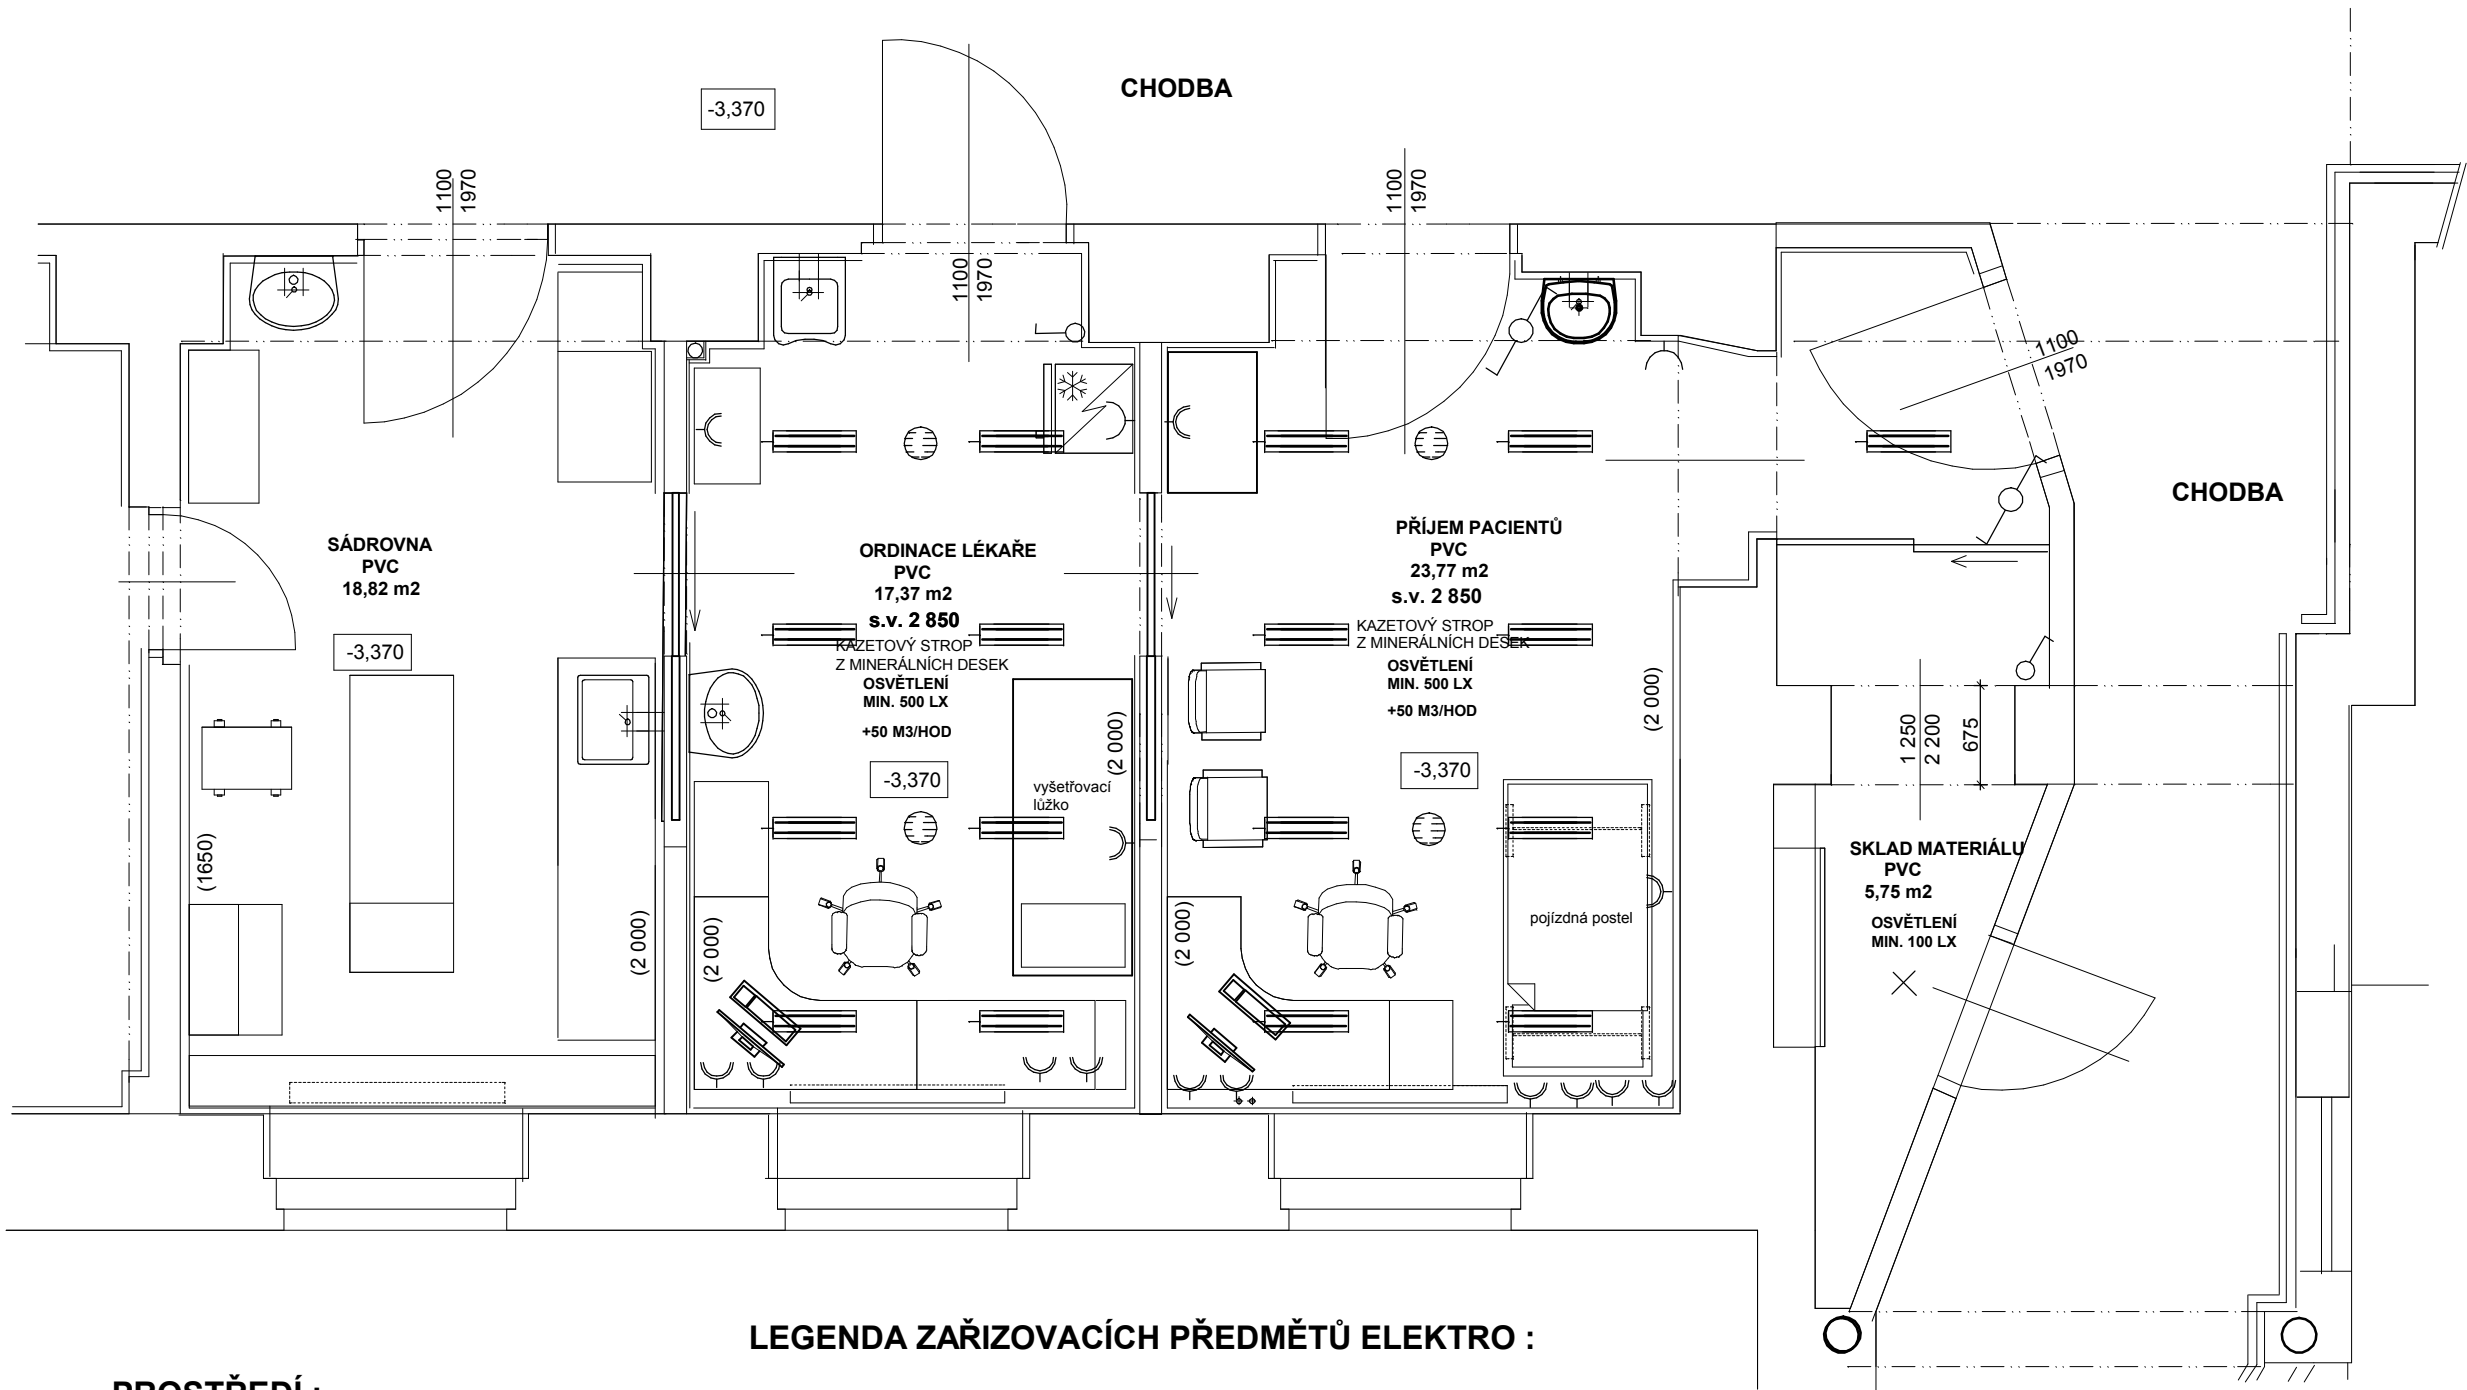 CHODBA
-3,370
1100
1970
1100
1970
1100
1970
1100
1970
CHODBA
SÁDROVNA
PVC
18,82 m2
-3,370
(1650)
(2 000)
ORDINACE LÉKAŘE
PVC
17,37 m2
s.v. 2 850
KAZETOVÝ STROP
Z MINERÁLNÍCH DESEK
OSVĚTLENÍ
MIN. 500 LX
+50 M3/HOD
-3,370
vyšetřovací
lůžko
(2 000)
(2 000)
PŘÍJEM PACIENTŮ
PVC
23,77 m2
s.v. 2 850
KAZETOVÝ STROP
Z MINERÁLNÍCH DESEK
OSVĚTLENÍ
MIN. 500 LX
+50 M3/HOD
-3,370
(2 000)
(2 000)
pojízdná postel
1 250
2 200
675
SKLAD MATERIÁLU
PVC
5,75 m2
OSVĚTLENÍ
MIN. 100 LX
LEGENDA ZAŘIZOVACÍCH PŘEDMĚTŮ ELEKTRO :
PROSTŘEDÍ :